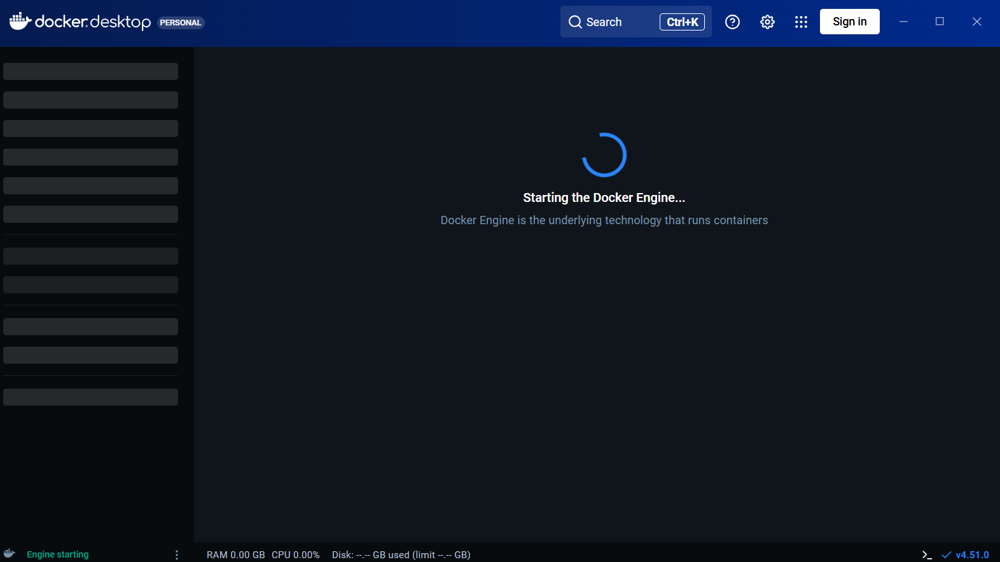 docker.desktop PERSONAL
Search Ctrl+K Sign in
Starting the Docker Engine...
Docker Engine is the underlying technology that runs containers
Engine starting RAM 0.00 GB CPU 0.00% Disk: --.-- GB used (limit --.-- GB) v4.51.0